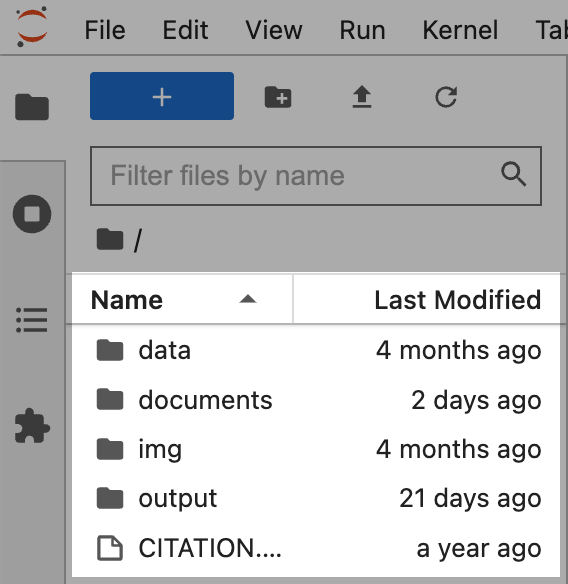 File Edit View Run Kernel Ta
Filter files by name
/
Name Last Modified
data 4 months ago
documents 2 days ago
img 4 months ago
output 21 days ago
CITATION.... a year ago